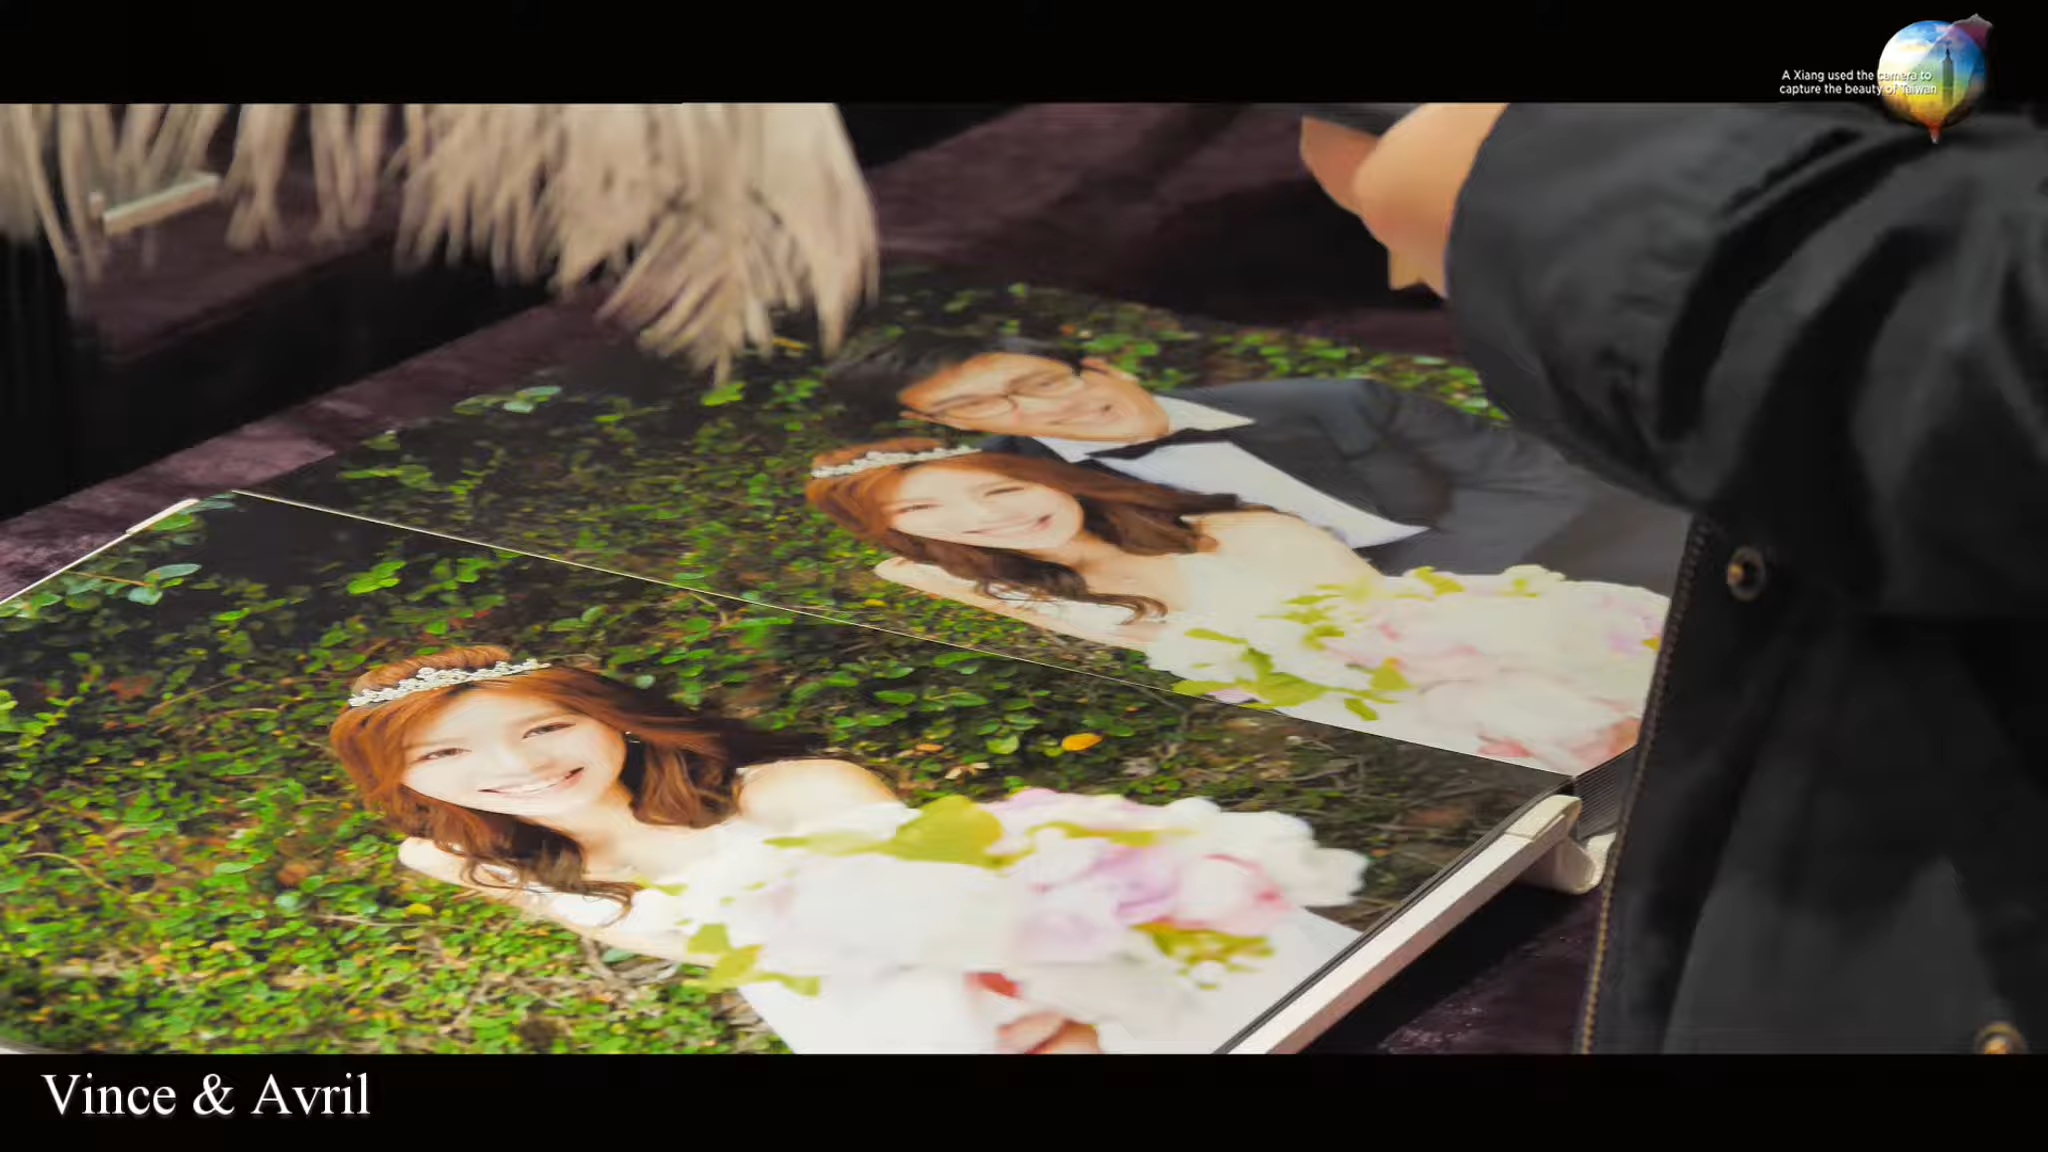 A Xiang used the camera to
capture the beauty of Taiwan
Vince & Avril